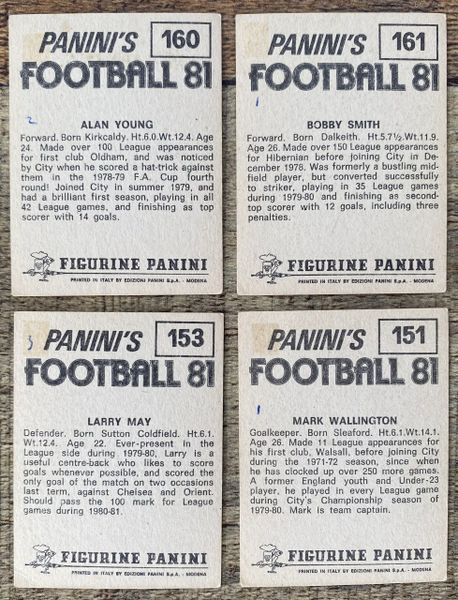 PANINI'S 160
FOOTBALL 81
2
ALAN YOUNG
Forward. Born Kirkcaldy. Ht.6.0. Wt.12.4. Age
24. Made over 100 League appearances
for first club Oldham, and was noticed
by City when he scored a hat-trick against
them in the 1978-79 F.A. Cup fourth
round! Joined City in summer 1979, and
had a brilliant first season, playing in all
42 League games, and finishing as top
scorer with 14 goals.
FIGURINE PANINI
PRINTED IN ITALY BY EDIZIONI PANINI S.p.A. - MODENA
PANINI'S 161
FOOTBALL 81
1
BOBBY SMITH
Forward. Born Dalkeith. Ht.5.7½. Wt.11.9.
Age 26. Made over 150 League appearances
for Hibernian before joining City in De-
cember 1978. Was formerly a bustling mid-
field player, but converted successfully
to striker, playing in 35 League games
during 1979-80 and finishing as second-
top scorer with 12 goals, including three
penalties.
FIGURINE PANINI
PRINTED IN ITALY BY EDIZIONI PANINI S.p.A. - MODENA
PANINI'S 153
FOOTBALL 81
3
LARRY MAY
Defender. Born Sutton Coldfield. Ht.6.1.
Wt.12.4. Age 22. Ever-present in the
League side during 1979-80, Larry is a
useful centre-back who likes to score
goals whenever possible, and scored the
only goal of the match on two occasions
last term, against Chelsea and Orient.
Should pass the 100 mark for League
games during 1980-81.
FIGURINE PANINI
PRINTED IN ITALY BY EDIZIONI PANINI S.p.A. - MODENA
PANINI'S 151
FOOTBALL 81
1
MARK WALLINGTON
Goalkeeper. Born Sleaford. Ht.6.1. Wt.14.1.
Age 26. Made 11 League appearances for
his first club, Walsall, before joining City
during the 1971-72 season, since when
he has clocked up over 250 more games.
A former England youth and Under-23
player, he played in every League game
during City's Championship season of
1979-80. Mark is team captain.
FIGURINE PANINI
PRINTED IN ITALY BY EDIZIONI PANINI S.p.A. - MODENA